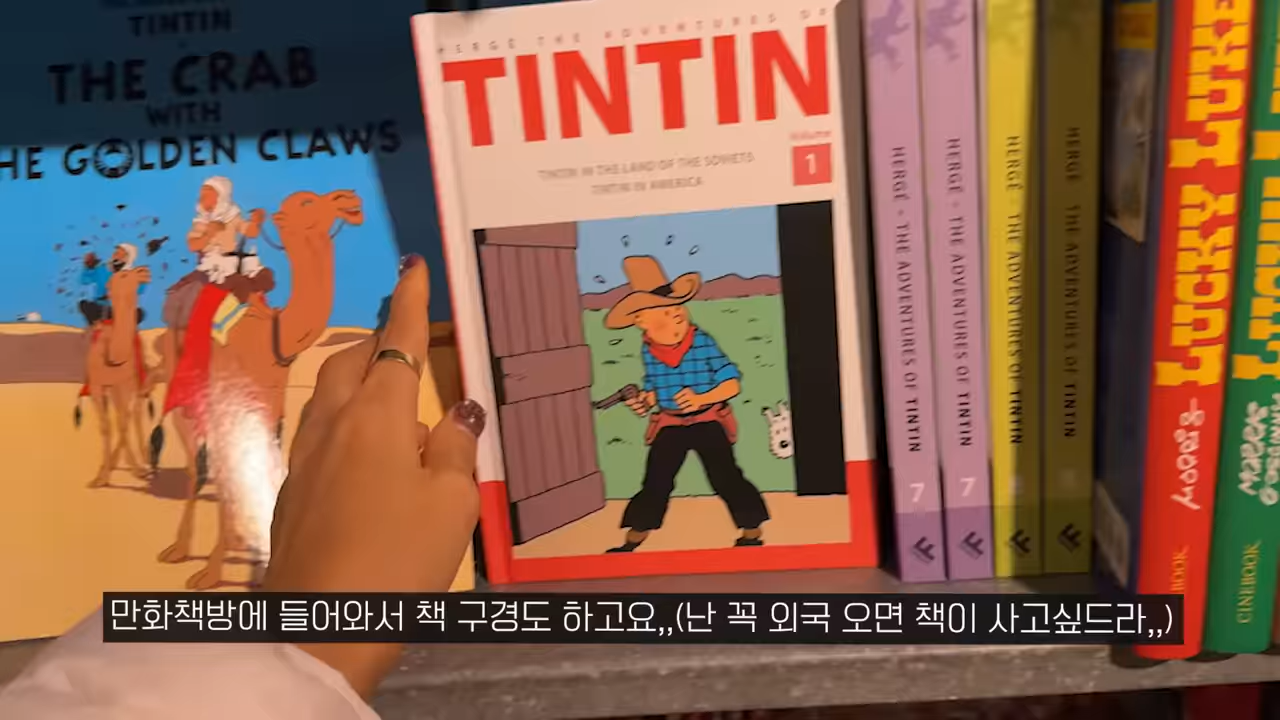 TINTIN
THE CRAB
WITH
HE GOLDEN CLAWS
HERGÉ THE ADVENTURES OF
TINTIN
Volume
1
TINTIN IN THE LAND OF THE SOVIETS
TINTIN IN AMERICA
HERGÉ • THE ADVENTURES OF TINTIN
7
HERGÉ • THE ADVENTURES OF TINTIN
7
HERGÉ • THE ADVENTURES OF TINTIN
HERGÉ THE ADVENTURES OF TINTIN
LUCKY LUKE
BOOK
MORRIS
CINEBOOK
만화책방에 들어와서 책 구경도 하고요,,(난 꼭 외국 오면 책이 사고싶드라,,)